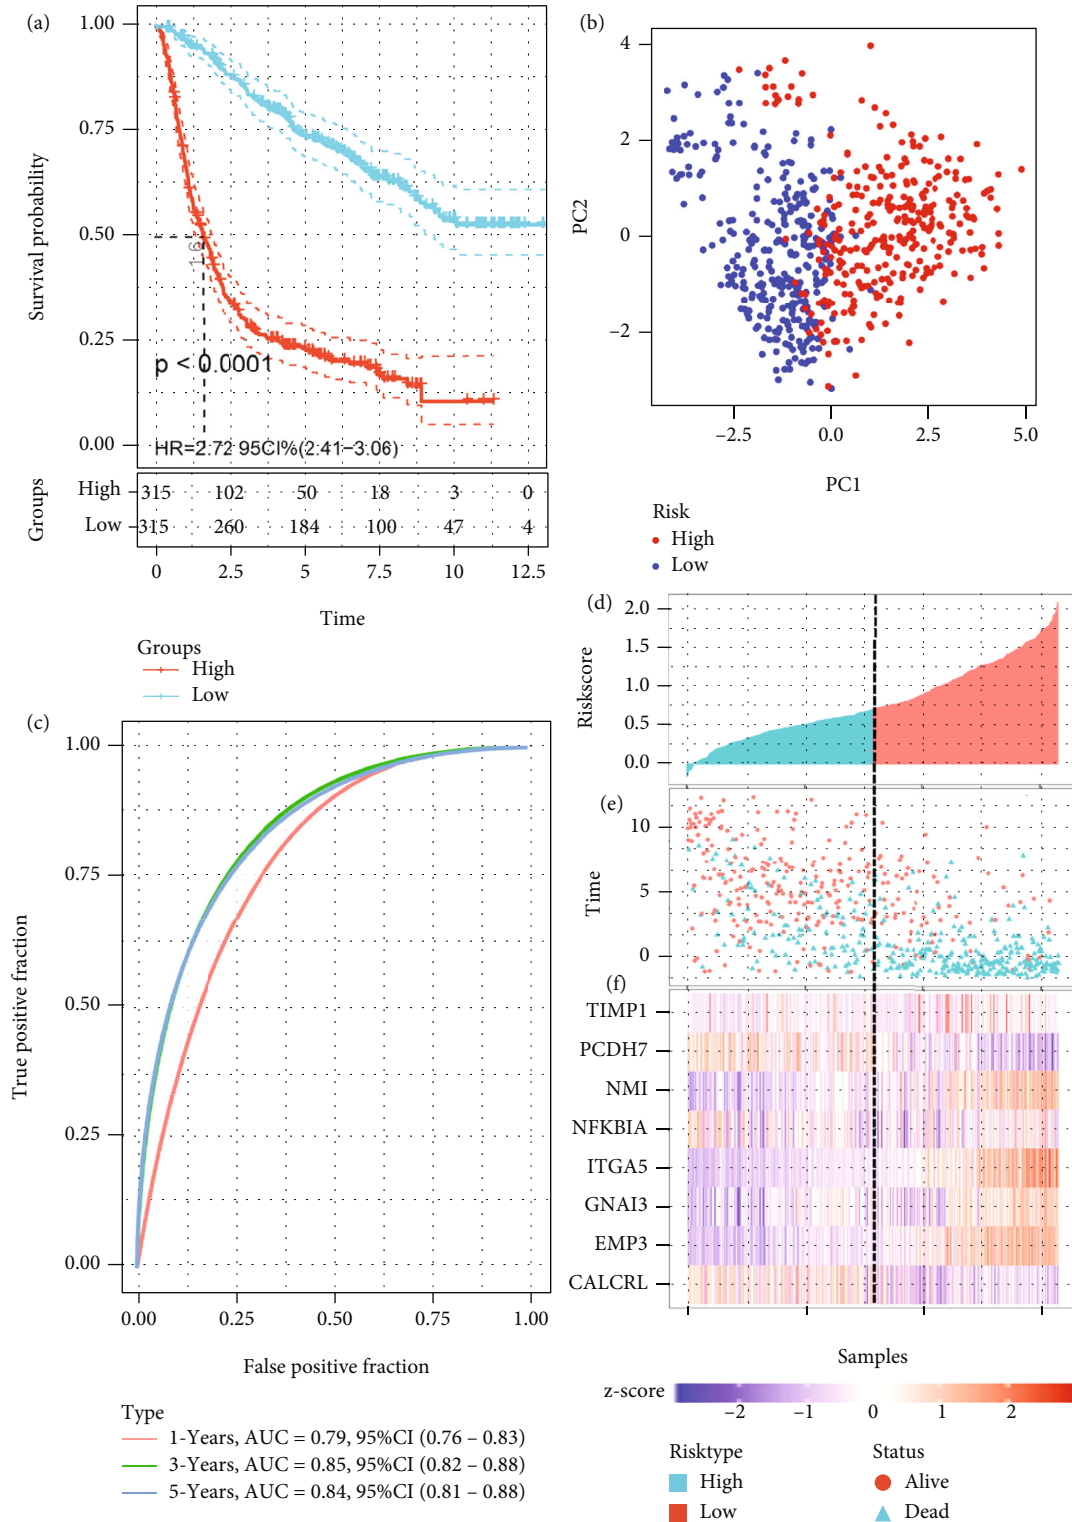 (a)
1.00
0.75
0.50
0.25
0.00
Survival probability
1.6
p < 0.0001
HR=2.72 95CI%(2.41−3.06)
Groups
High 315 102 50 18 3 0
Low 315 260 184 100 47 4
0 2.5 5 7.5 10 12.5
Time
Groups
High
Low
(b)
4
2
0
−2
PC2
−2.5 0.0 2.5 5.0
PC1
Risk
High
Low
(c)
1.00
0.75
0.50
0.25
0.00
True positive fraction
0.00 0.25 0.50 0.75 1.00
False positive fraction
Type
1-Years, AUC = 0.79, 95%CI (0.76 – 0.83)
3-Years, AUC = 0.85, 95%CI (0.82 – 0.88)
5-Years, AUC = 0.84, 95%CI (0.81 – 0.88)
(d)
2.0
1.5
1.0
0.5
0.0
Riskscore
(e)
10
5
0
Time
(f)
TIMP1
PCDH7
NMI
NFKBIA
ITGA5
GNAI3
EMP3
CALCRL
Samples
z-score
−2 −1 0 1 2
Risktype
High
Low
Status
Alive
Dead